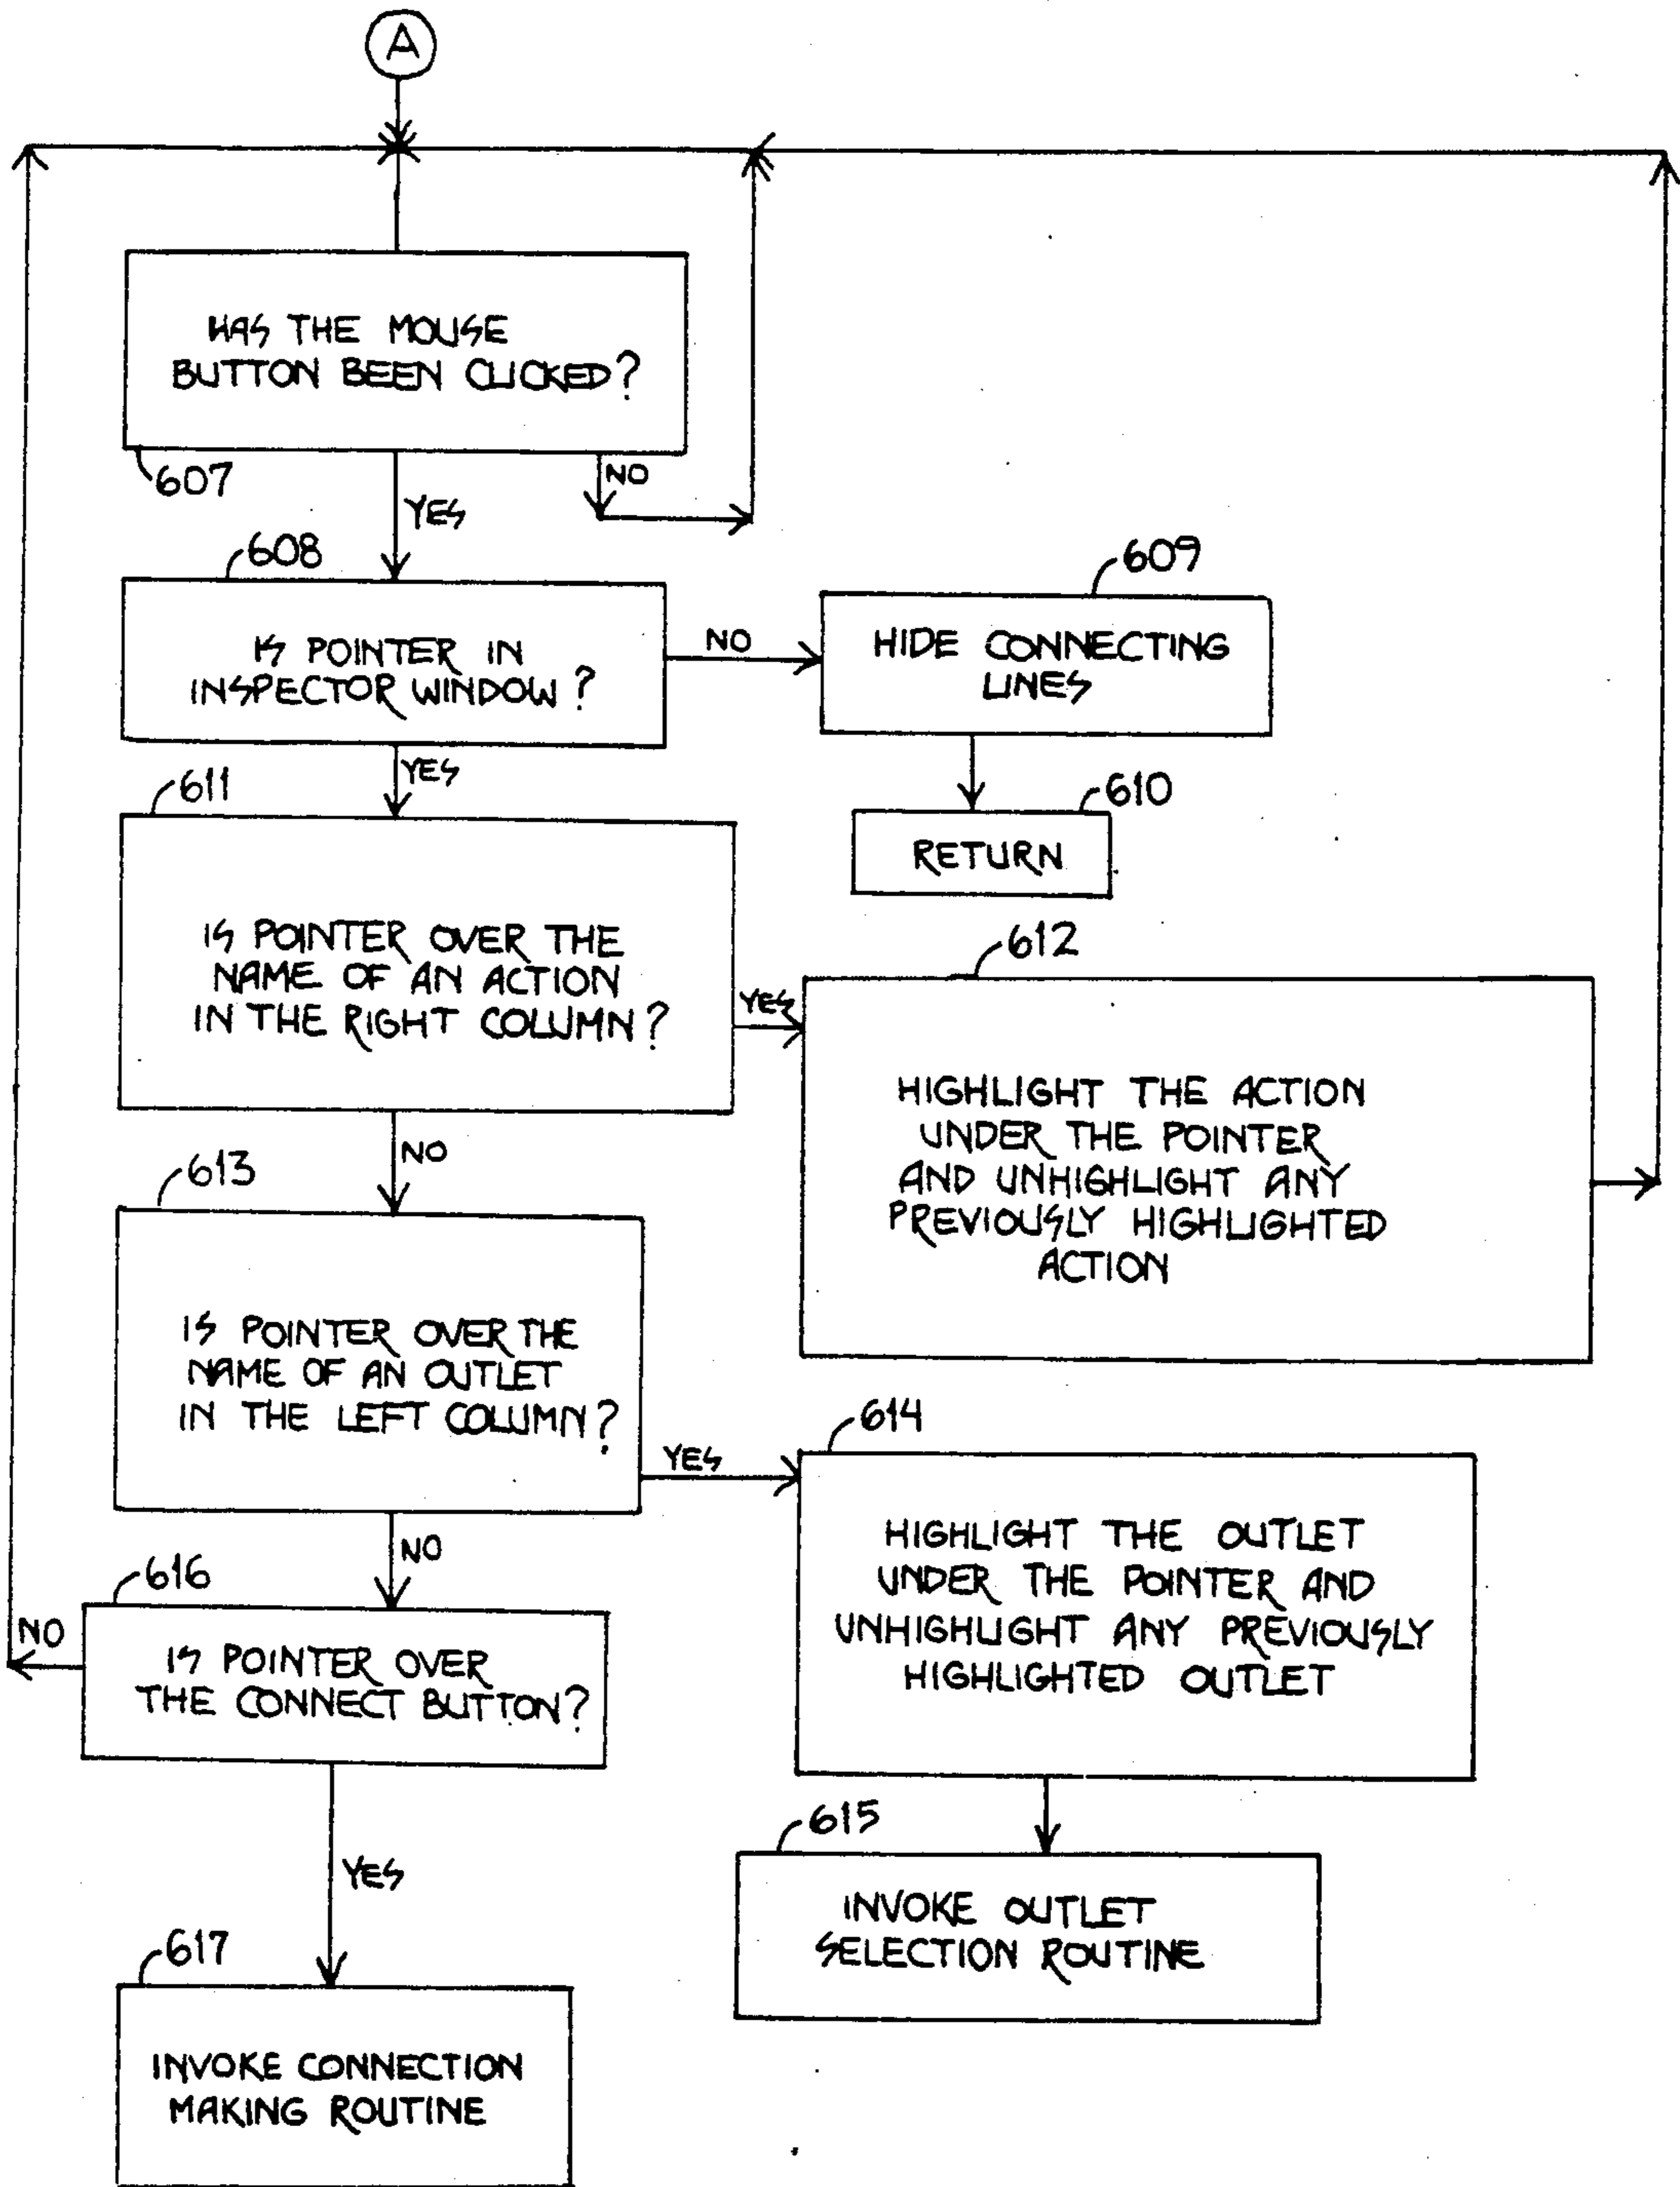 A
HAS THE MOUSE
BUTTON BEEN CLICKED?
607
NO
YES
608
IS POINTER IN
INSPECTOR WINDOW?
NO
609
HIDE CONNECTING
LINES
YES
610
RETURN
611
IS POINTER OVER THE
NAME OF AN ACTION
IN THE RIGHT COLUMN?
YES
612
HIGHLIGHT THE ACTION
UNDER THE POINTER
AND UNHIGHLIGHT ANY
PREVIOUSLY HIGHLIGHTED
ACTION
NO
613
IS POINTER OVER THE
NAME OF AN OUTLET
IN THE LEFT COLUMN?
YES
614
HIGHLIGHT THE OUTLET
UNDER THE POINTER AND
UNHIGHLIGHT ANY PREVIOUSLY
HIGHLIGHTED OUTLET
615
INVOKE OUTLET
SELECTION ROUTINE
NO
616
IS POINTER OVER
THE CONNECT BUTTON?
NO
YES
617
INVOKE CONNECTION
MAKING ROUTINE